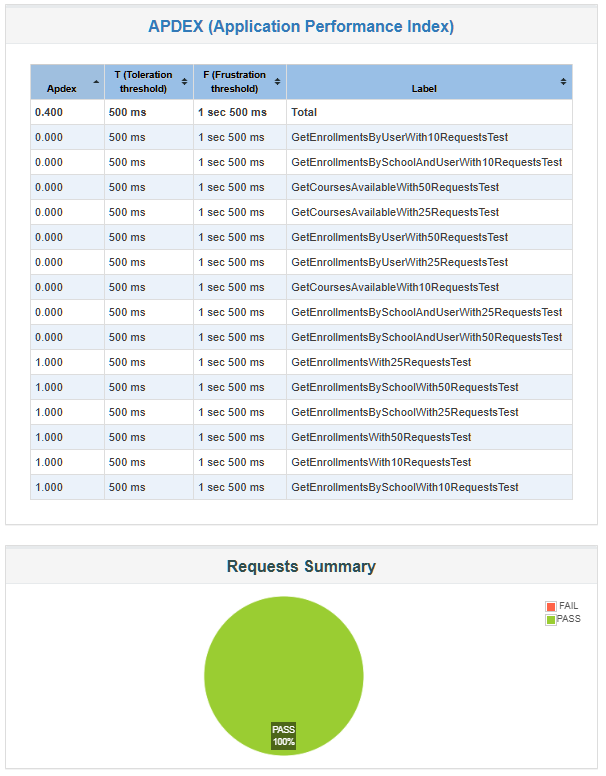 APDEX (Application Performance Index)
Apdex T (Toleration threshold) F (Frustration threshold) Label
0.400 500 ms 1 sec 500 ms Total
0.000 500 ms 1 sec 500 ms GetEnrollmentsByUserWith10RequestsTest
0.000 500 ms 1 sec 500 ms GetEnrollmentsBySchoolAndUserWith10RequestsTest
0.000 500 ms 1 sec 500 ms GetCoursesAvailableWith50RequestsTest
0.000 500 ms 1 sec 500 ms GetCoursesAvailableWith25RequestsTest
0.000 500 ms 1 sec 500 ms GetEnrollmentsByUserWith50RequestsTest
0.000 500 ms 1 sec 500 ms GetEnrollmentsByUserWith25RequestsTest
0.000 500 ms 1 sec 500 ms GetCoursesAvailableWith10RequestsTest
0.000 500 ms 1 sec 500 ms GetEnrollmentsBySchoolAndUserWith25RequestsTest
0.000 500 ms 1 sec 500 ms GetEnrollmentsBySchoolAndUserWith50RequestsTest
1.000 500 ms 1 sec 500 ms GetEnrollmentsWith25RequestsTest
1.000 500 ms 1 sec 500 ms GetEnrollmentsBySchoolWith50RequestsTest
1.000 500 ms 1 sec 500 ms GetEnrollmentsBySchoolWith25RequestsTest
1.000 500 ms 1 sec 500 ms GetEnrollmentsWith50RequestsTest
1.000 500 ms 1 sec 500 ms GetEnrollmentsWith10RequestsTest
1.000 500 ms 1 sec 500 ms GetEnrollmentsBySchoolWith10RequestsTest
Requests Summary
FAIL
PASS
PASS
100%